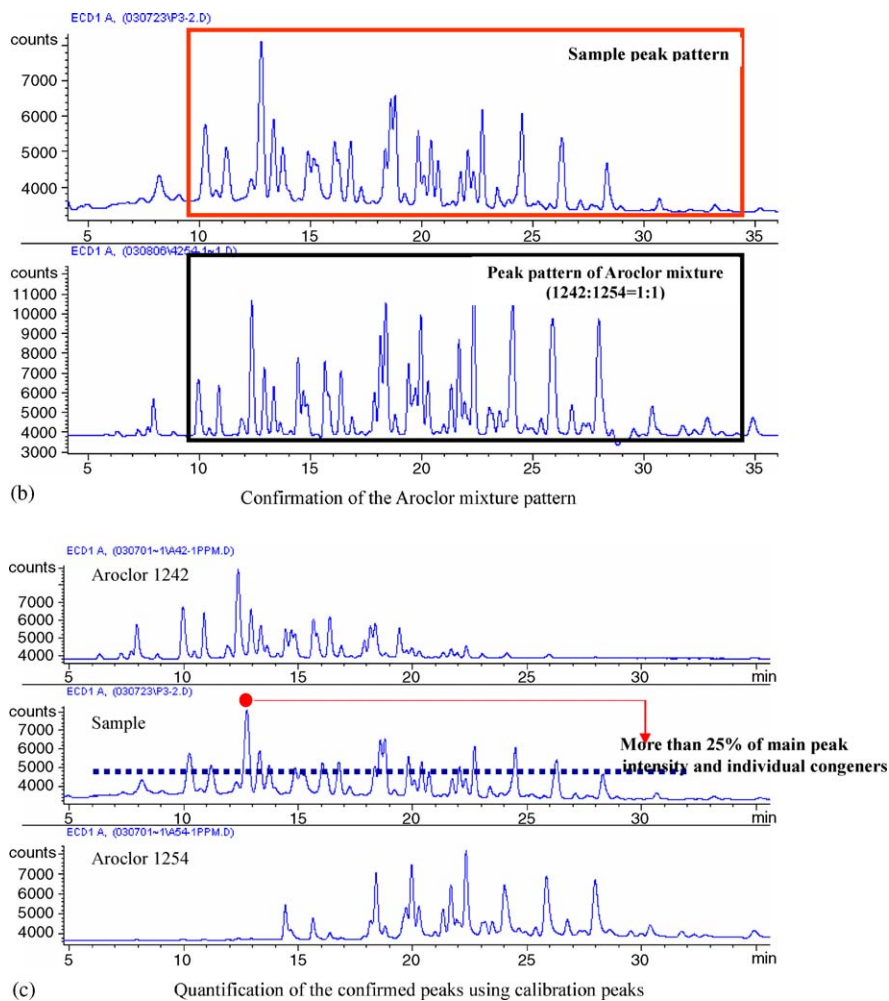 ECD1 A, (030723\P3-2.D)
counts
Sample peak pattern
7000
6000
5000
4000
5 10 15 20 25 30 35
ECD1 A, (030806\4254-1~1.D)
counts
Peak pattern of Aroclor mixture
(1242:1254=1:1)
11000
10000
9000
8000
7000
6000
5000
4000
3000
5 10 15 20 25 30 35
(b)
Confirmation of the Aroclor mixture pattern
ECD1 A, (030701~1\A42-1PPM.D)
counts
Aroclor 1242
7000
6000
5000
4000
5 10 15 20 25 30 min
ECD1 A, (030723\P3-2.D)
counts
Sample
7000
6000
5000
4000
More than 25% of main peak
intensity and individual congeners
5 10 15 20 25 30 min
ECD1 A, (030701~1\A54-1PPM.D)
counts
Aroclor 1254
7000
6000
5000
4000
5 10 15 20 25 30 min
(c)
Quantification of the confirmed peaks using calibration peaks